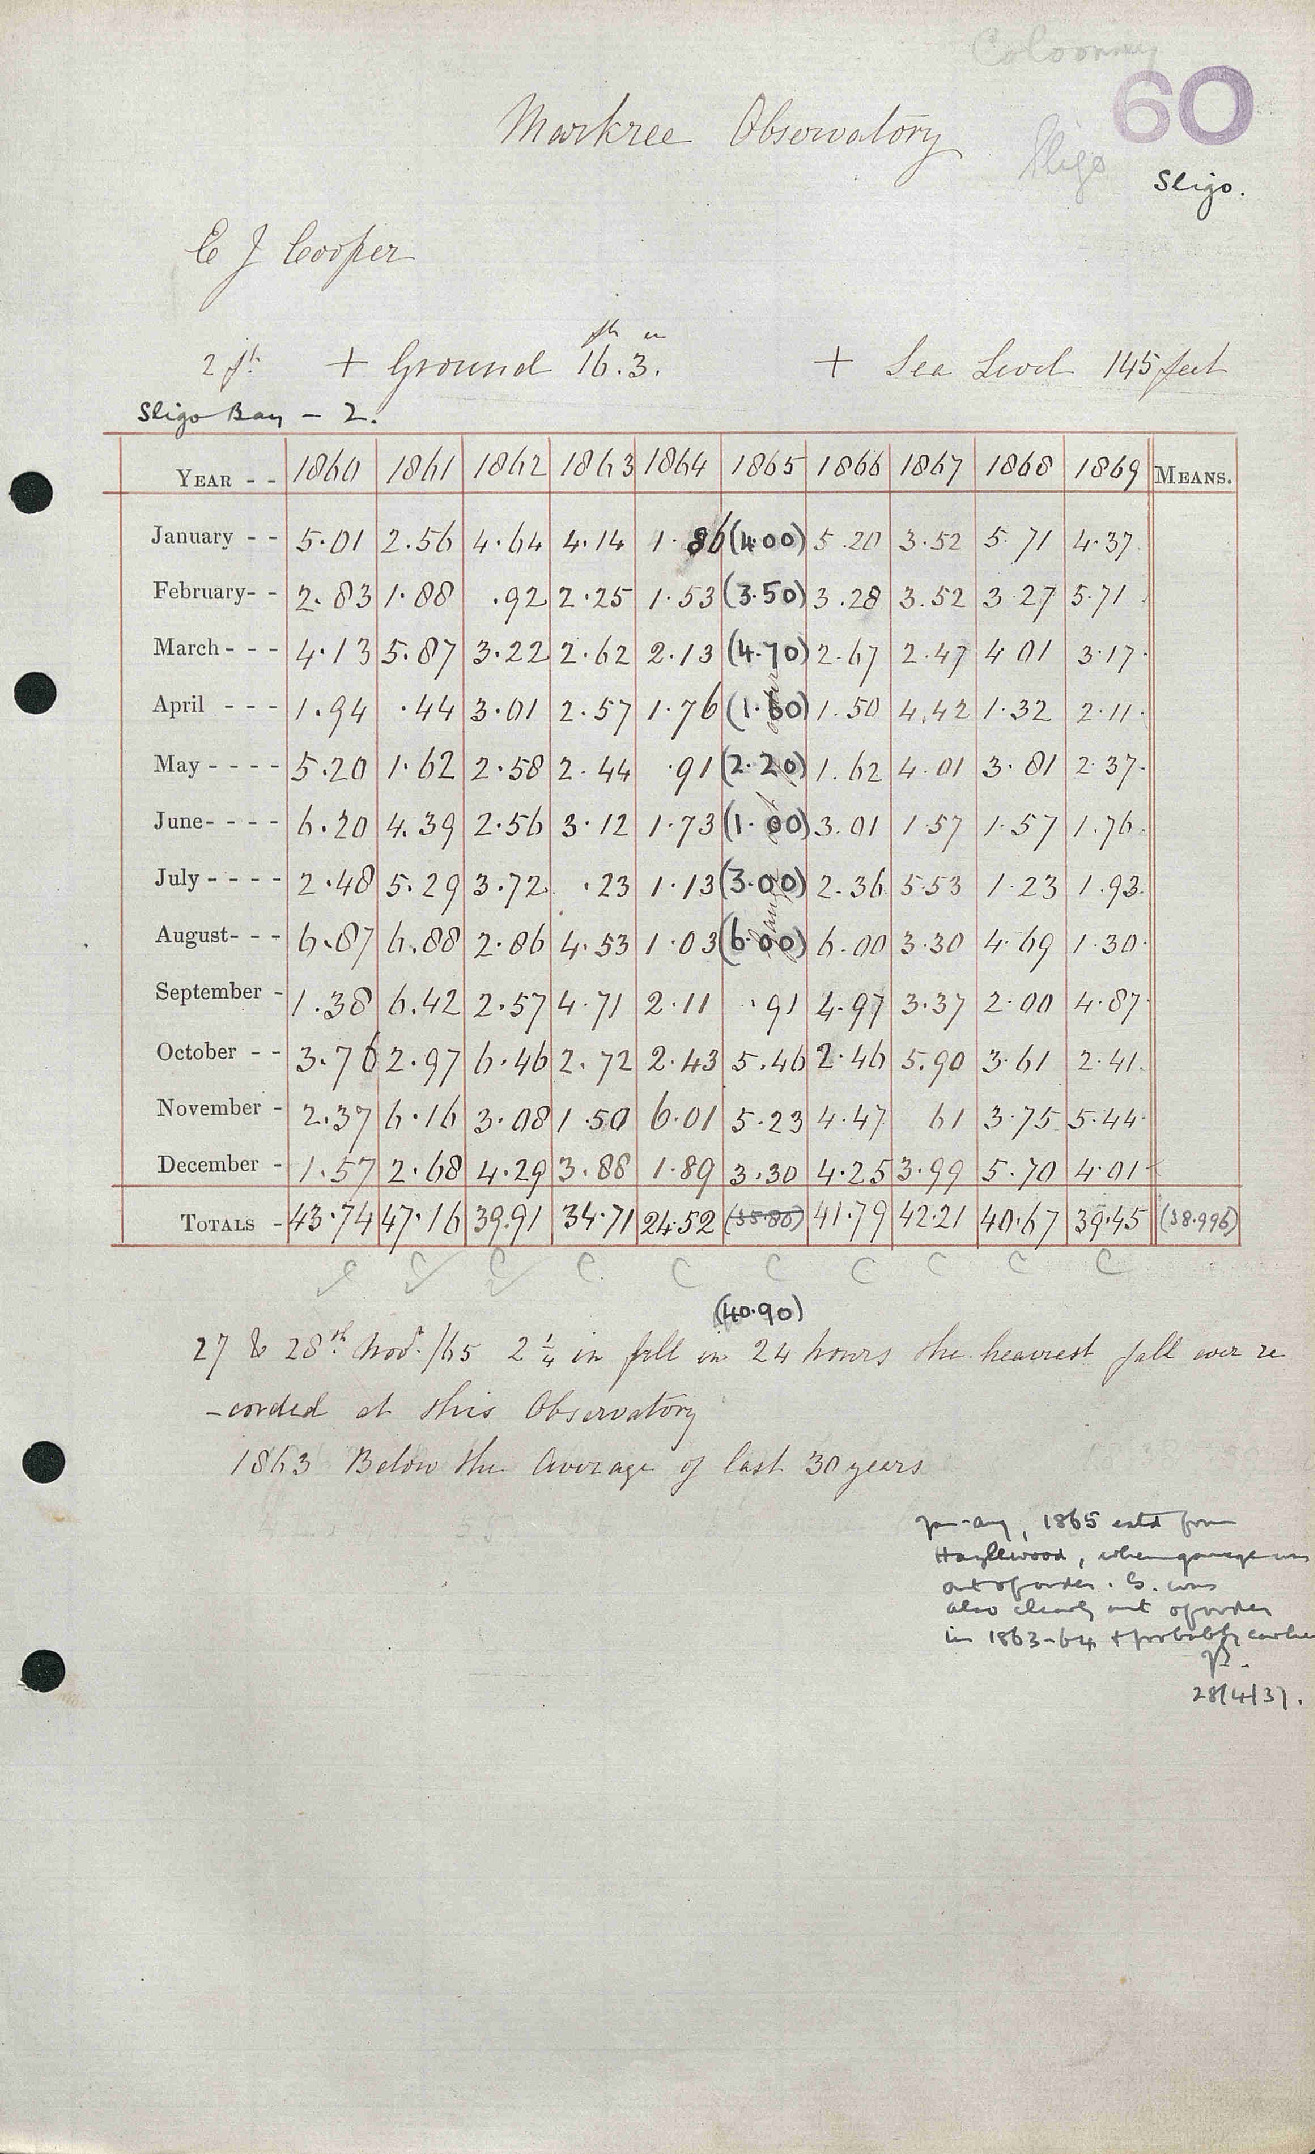 Coloonny
60
Markree Observatory
Sligo
Sligo.
E J Cooper
2 ft + Ground 16.3. + Sea Level 145 feet
Sligo Bay - 2.
YEAR - - 1860 1861 1862 1863 1864 1865 1866 1867 1868 1869 MEANS.
January - - 5.01 2.56 4.64 4.14 1.86 (4.00) 5.20 3.52 5.71 4.37
February- - 2.83 1.88 .92 2.25 1.53 (3.50) 3.28 3.52 3.27 5.71
March - - - 4.13 5.87 3.22 2.62 2.13 (4.70) 2.67 2.47 4.01 3.17
April - - - 1.94 .44 3.01 2.57 1.76 (1.60) 1.50 4.42 1.32 2.11
May - - - - 5.20 1.62 2.58 2.44 .91 (2.20) 1.62 4.01 3.81 2.37
June- - - - 6.20 4.39 2.56 3.12 1.73 (1.00) 3.01 1.57 1.57 1.76
July - - - - 2.48 5.29 3.72 .23 1.13 (3.00) 2.36 5.53 1.23 1.93
August- - - 6.87 6.88 2.86 4.53 1.03 (6.00) 6.00 3.30 4.69 1.30
September - 1.38 6.42 2.57 4.71 2.11 .91 4.97 3.37 2.00 4.87
October - - 3.76 2.97 6.46 2.72 2.43 5.46 2.46 5.90 3.61 2.41
November - 2.37 6.16 3.08 1.50 6.01 5.23 4.47 61 3.75 5.44
December - 1.57 2.68 4.29 3.88 1.89 3.30 4.25 3.99 5.70 4.01
TOTALS - 43.74 47.16 39.91 34.71 24.52 (35.86) 41.79 42.21 40.67 39.45 (38.996)
C C C C C C C C C C
(40.90)
27 & 28th Novr /65 2 1/4 in fell in 24 hours the heaviest fall ever re
-corded at this Observatory
1863 Below the Average of last 30 years
Jan-Aug, 1865 estd from
Hazlewood, when gauge was
out of order. G. was
also clearly out of order
in 1863-64 + probably earlier
28/4/37.